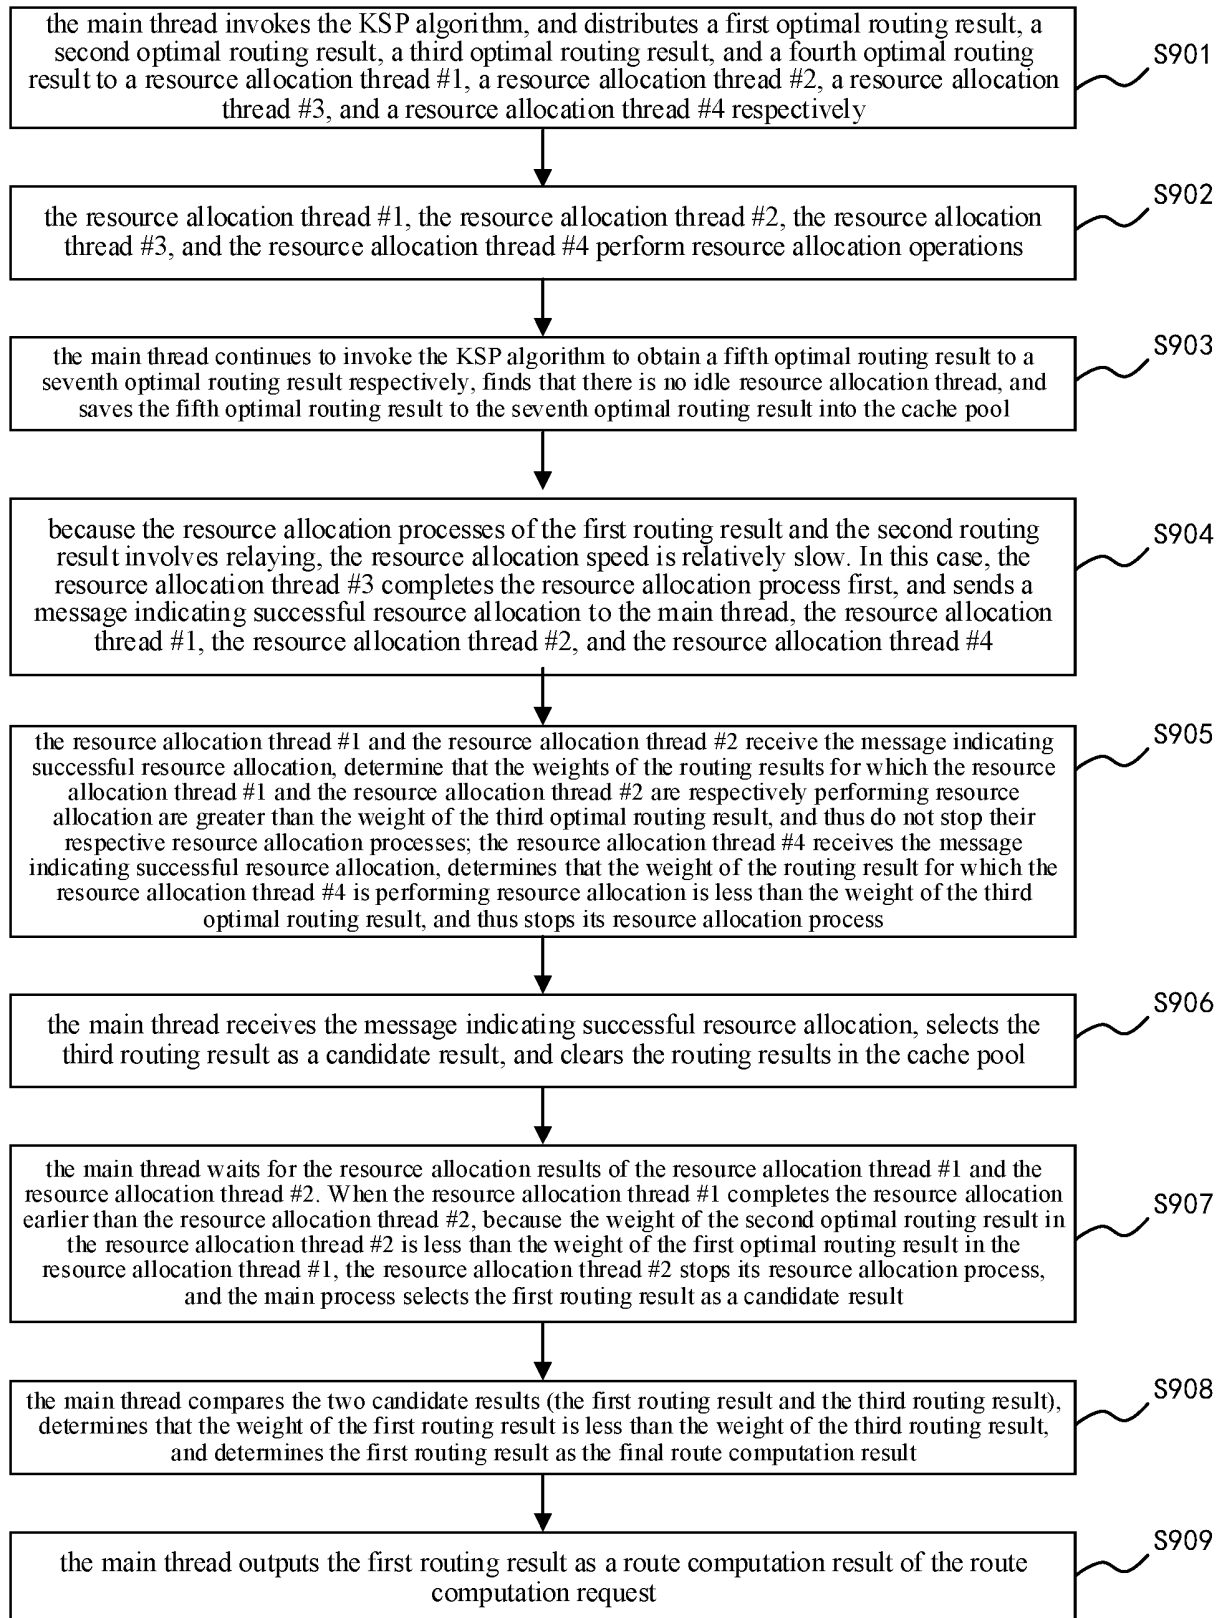 the main thread invokes the KSP algorithm, and distributes a first optimal routing result, a
second optimal routing result, a third optimal routing result, and a fourth optimal routing
result to a resource allocation thread #1, a resource allocation thread #2, a resource allocation
thread #3, and a resource allocation thread #4 respectively
S901
the resource allocation thread #1, the resource allocation thread #2, the resource allocation
thread #3, and the resource allocation thread #4 perform resource allocation operations
S902
the main thread continues to invoke the KSP algorithm to obtain a fifth optimal routing result to a
seventh optimal routing result respectively, finds that there is no idle resource allocation thread, and
saves the fifth optimal routing result to the seventh optimal routing result into the cache pool
S903
because the resource allocation processes of the first routing result and the second routing
result involves relaying, the resource allocation speed is relatively slow. In this case, the
resource allocation thread #3 completes the resource allocation process first, and sends a
message indicating successful resource allocation to the main thread, the resource allocation
thread #1, the resource allocation thread #2, and the resource allocation thread #4
S904
the resource allocation thread #1 and the resource allocation thread #2 receive the message indicating
successful resource allocation, determine that the weights of the routing results for which the resource
allocation thread #1 and the resource allocation thread #2 are respectively performing resource
allocation are greater than the weight of the third optimal routing result, and thus do not stop their
respective resource allocation processes; the resource allocation thread #4 receives the message
indicating successful resource allocation, determines that the weight of the routing result for which the
resource allocation thread #4 is performing resource allocation is less than the weight of the third
optimal routing result, and thus stops its resource allocation process
S905
the main thread receives the message indicating successful resource allocation, selects the
third routing result as a candidate result, and clears the routing results in the cache pool
S906
the main thread waits for the resource allocation results of the resource allocation thread #1 and the
resource allocation thread #2. When the resource allocation thread #1 completes the resource allocation
earlier than the resource allocation thread #2, because the weight of the second optimal routing result in
the resource allocation thread #2 is less than the weight of the first optimal routing result in the
resource allocation thread #1, the resource allocation thread #2 stops its resource allocation process,
and the main process selects the first routing result as a candidate result
S907
the main thread compares the two candidate results (the first routing result and the third routing result),
determines that the weight of the first routing result is less than the weight of the third routing result,
and determines the first routing result as the final route computation result
S908
the main thread outputs the first routing result as a route computation result of the route
computation request
S909